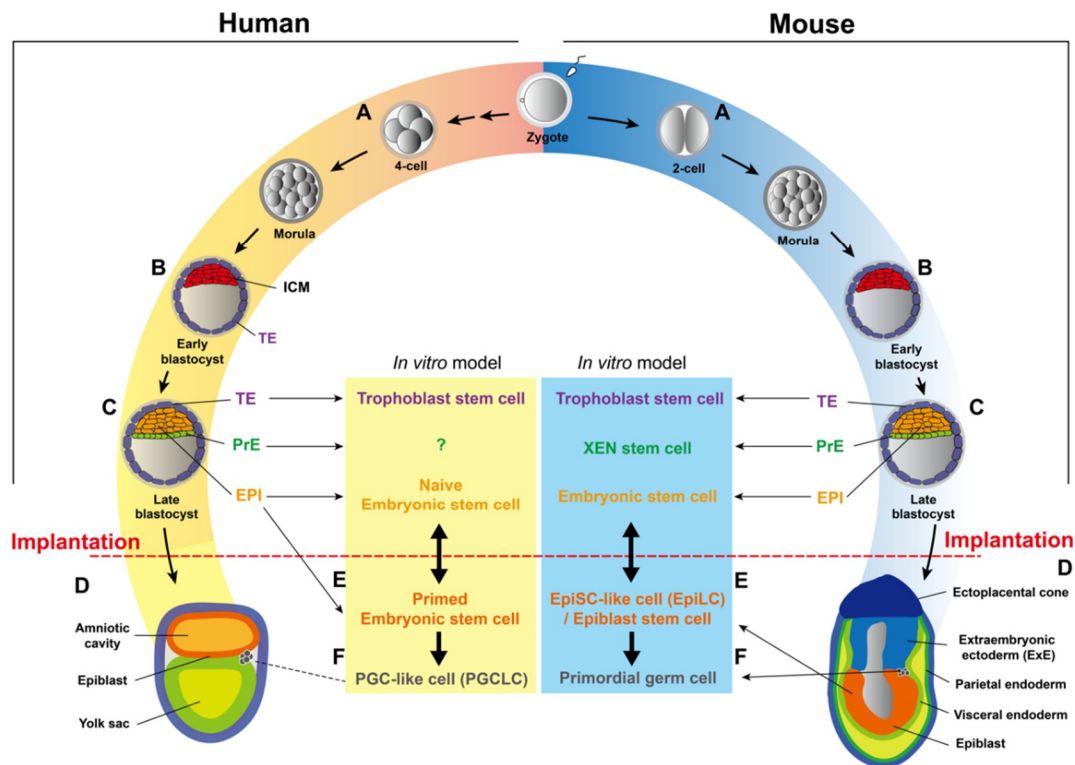 Human
Mouse
A
A
Zygote
4-cell
2-cell
Morula
Morula
B
B
ICM
TE
Early
blastocyst
Early
blastocyst
In vitro model
In vitro model
C
TE
Trophoblast stem cell
Trophoblast stem cell
TE
C
PrE
?
XEN stem cell
PrE
EPI
Naive
Embryonic stem cell
Embryonic stem cell
EPI
Late
blastocyst
Late
blastocyst
Implantation
Implantation
D
E
E
D
Primed
Embryonic stem cell
EpiSC-like cell (EpiLC)
/ Epiblast stem cell
F
F
PGC-like cell (PGCLC)
Primordial germ cell
Amniotic
cavity
Epiblast
Yolk sac
Ectoplacental cone
Extraembryonic
ectoderm (ExE)
Parietal endoderm
Visceral endoderm
Epiblast